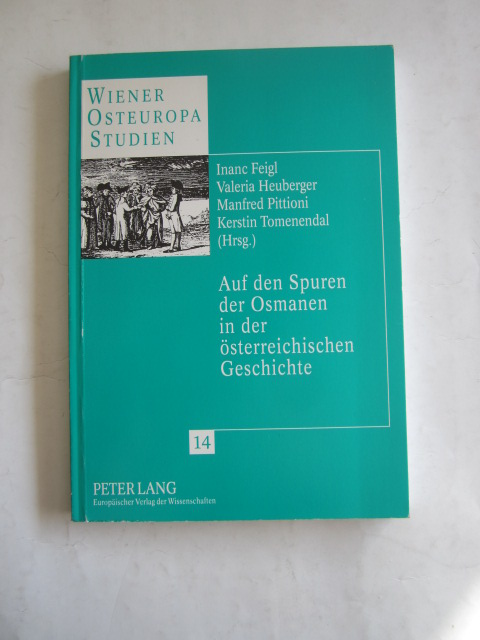 WIENER
OSTEUROPA
STUDIEN
Inanc Feigl
Valeria Heuberger
Manfred Pittioni
Kerstin Tomenendal
(Hrsg.)
Auf den Spuren
der Osmanen
in der
österreichischen
Geschichte
14
PETER LANG
Europäischer Verlag der Wissenschaften